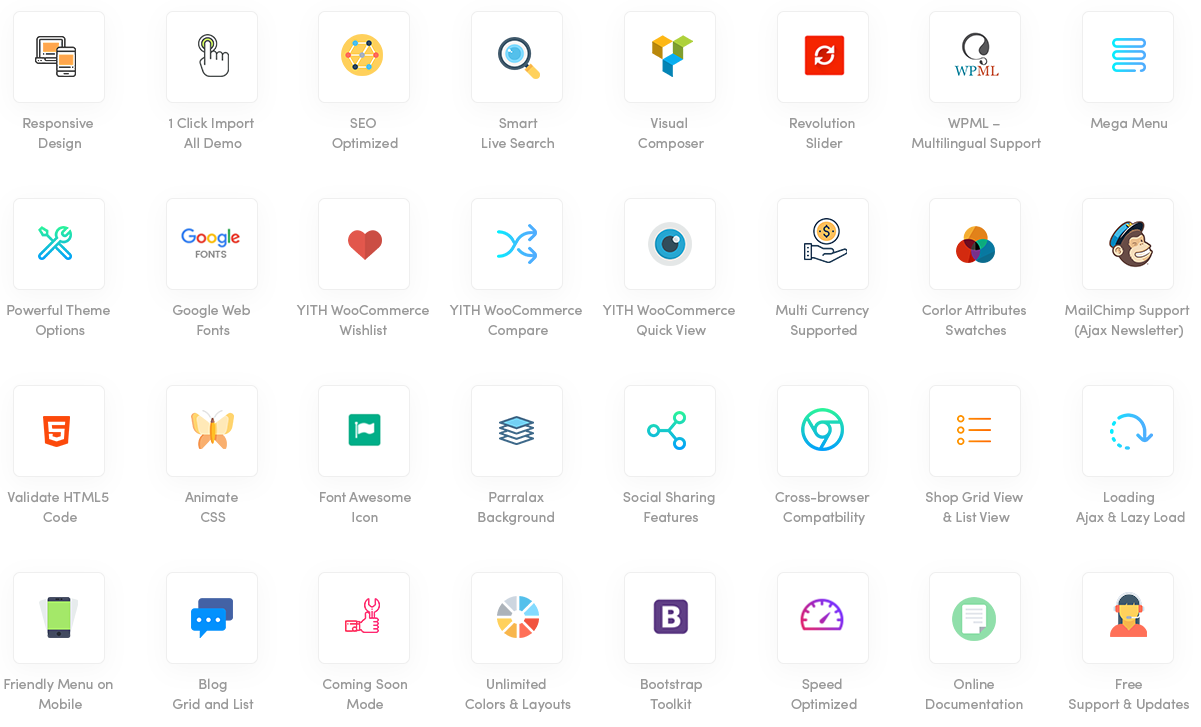 WPML
Responsive
Design
1 Click Import
All Demo
SEO
Optimized
Smart
Live Search
Visual
Composer
Revolution
Slider
WPML –
Multilingual Support
Mega Menu
Google
FONTS
Powerful Theme
Options
Google Web
Fonts
YITH WooCommerce
Wishlist
YITH WooCommerce
Compare
YITH WooCommerce
Quick View
Multi Currency
Supported
Corlor Attributes
Swatches
MailChimp Support
(Ajax Newsletter)
5
Validate HTML5
Code
Animate
CSS
Font Awesome
Icon
Parralax
Background
Social Sharing
Features
Cross-browser
Compatbility
Shop Grid View
& List View
Loading
Ajax & Lazy Load
B
Friendly Menu on
Mobile
Blog
Grid and List
Coming Soon
Mode
Unlimited
Colors & Layouts
Bootstrap
Toolkit
Speed
Optimized
Online
Documentation
Free
Support & Updates